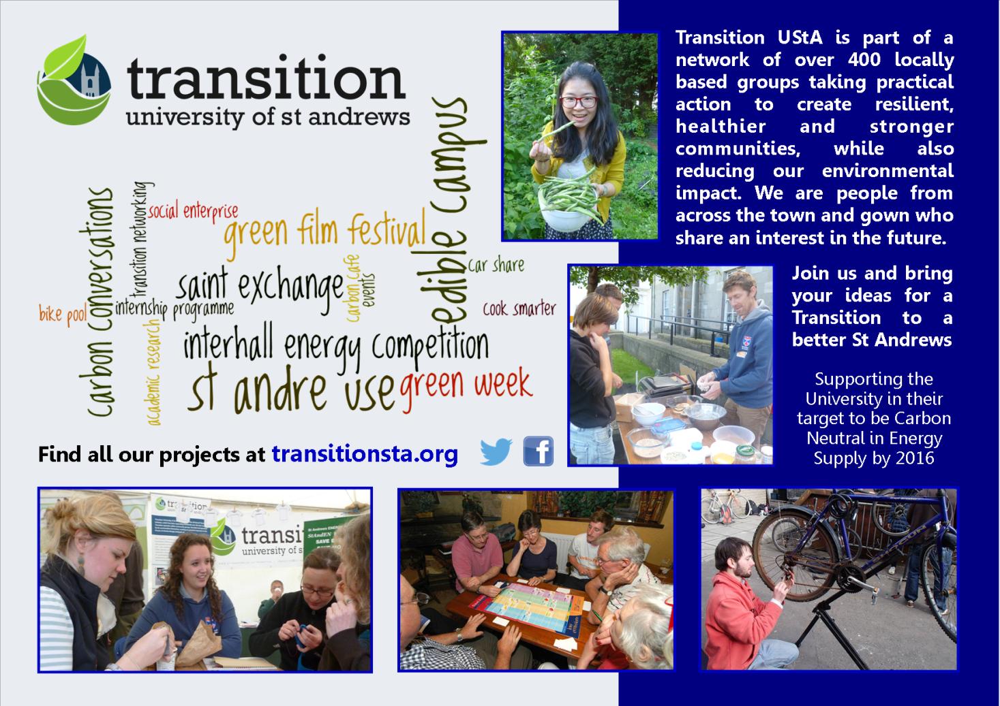 transition
university of st andrews
Carbon Conversations
transition networking
social enterprise
green film festival
edible Campus
saint exchange
Carbon Cafe
events
car share
bike pool
internship programme
cook smarter
academic research
interhall energy competition
st andre use
green week
Find all our projects at transitionsta.org
f
Transition UStA is part of a
network of over 400 locally
based groups taking practical
action to create resilient,
healthier and stronger
communities, while also
reducing our environmental
impact. We are people from
across the town and gown who
share an interest in the future.
Join us and bring
your ideas for a
Transition to a
better St Andrews
Supporting the
University in their
target to be Carbon
Neutral in Energy
Supply by 2016
transit
university of s
St Andrews
StAndEN
SAVE